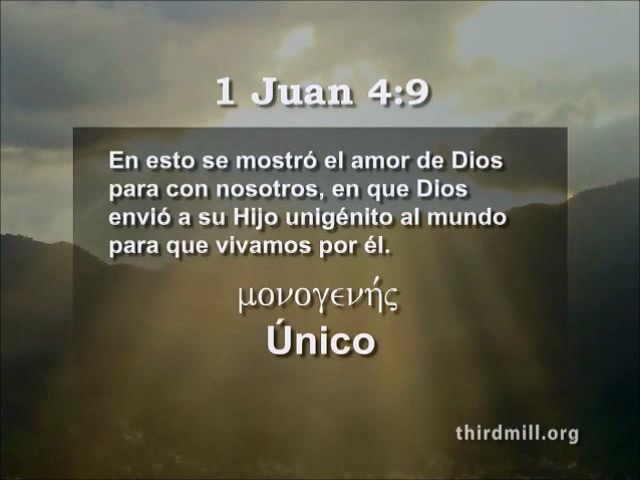 1 Juan 4:9
En esto se mostró el amor de Dios
para con nosotros, en que Dios
envió a su Hijo unigénito al mundo
para que vivamos por él.
μονογενής
Único
thirdmill.org